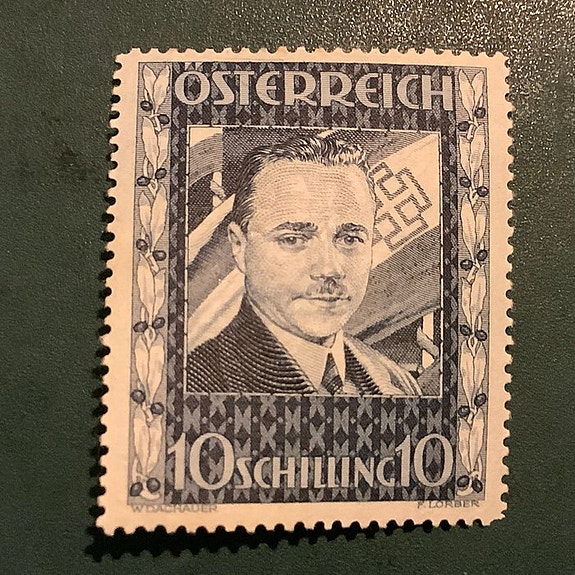 ÖSTERREICH
10 SCHILLING 10
W.DACHAUER F. LORBER